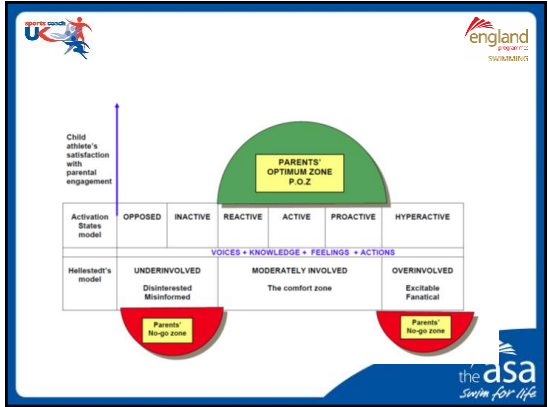 sports coach
UK
england
programmes
SWIMMING
Child
athlete's
satisfaction
with
parental
engagement
PARENTS'
OPTIMUM ZONE
P.O.Z
Activation
States
model
OPPOSED
INACTIVE
REACTIVE
ACTIVE
PROACTIVE
HYPERACTIVE
VOICES + KNOWLEDGE + FEELINGS + ACTIONS
Hellestedt's
model
UNDERINVOLVED
Disinterested
Misinformed
MODERATELY INVOLVED
The comfort zone
OVERINVOLVED
Excitable
Fanatical
Parents'
No-go zone
Parents'
No-go zone
the asa
Swim for life